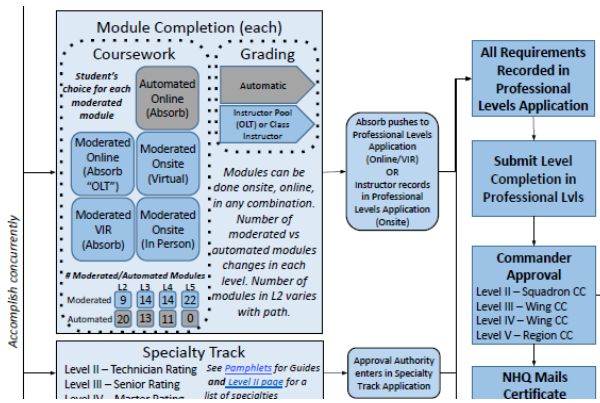 Accomplish concurrently
Module Completion (each)
Coursework
Student's
choice for each
moderated
module
Automated
Online
(Absorb)
Moderated
Online
(Absorb
"OLT")
Moderated
Onsite
(Virtual)
Moderated
VIR
(Absorb)
Moderated
Onsite
(In Person)
# Moderated/Automated Modules
L2 L3 L4 L5
Moderated 9 14 14 22
Automated 20 13 11 0
Grading
Automatic
Instructor Pool
(OLT) or Class
Instructor
Modules can be
done onsite, online,
in any combination.
Number of
moderated vs
automated modules
changes in each
level. Number of
modules in L2 varies
with path.
Absorb pushes to
Professional Levels
Application
(Online/VIR)
OR
Instructor records
in Professional
Levels Application
(Onsite)
All Requirements
Recorded in
Professional
Levels Application
Submit Level
Completion in
Professional Lvls
Commander
Approval
Level II – Squadron CC
Level III – Wing CC
Level IV – Wing CC
Level V – Region CC
NHQ Mails
Certificate
Specialty Track
Level II – Technician Rating
Level III – Senior Rating
Level IV – Master Rating
See Pamphlets for Guides
and Level II page for a
list of specialties
Approval Authority
enters in Specialty
Track Application